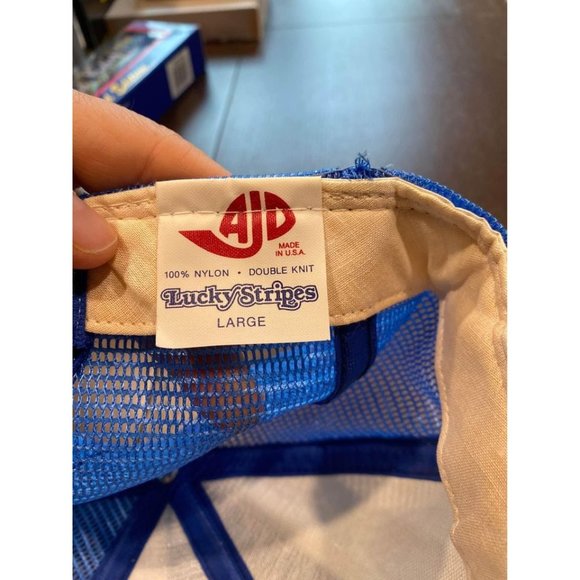 AJD
MADE
IN U.S.A.
100% NYLON • DOUBLE KNIT
Lucky Stripes
LARGE